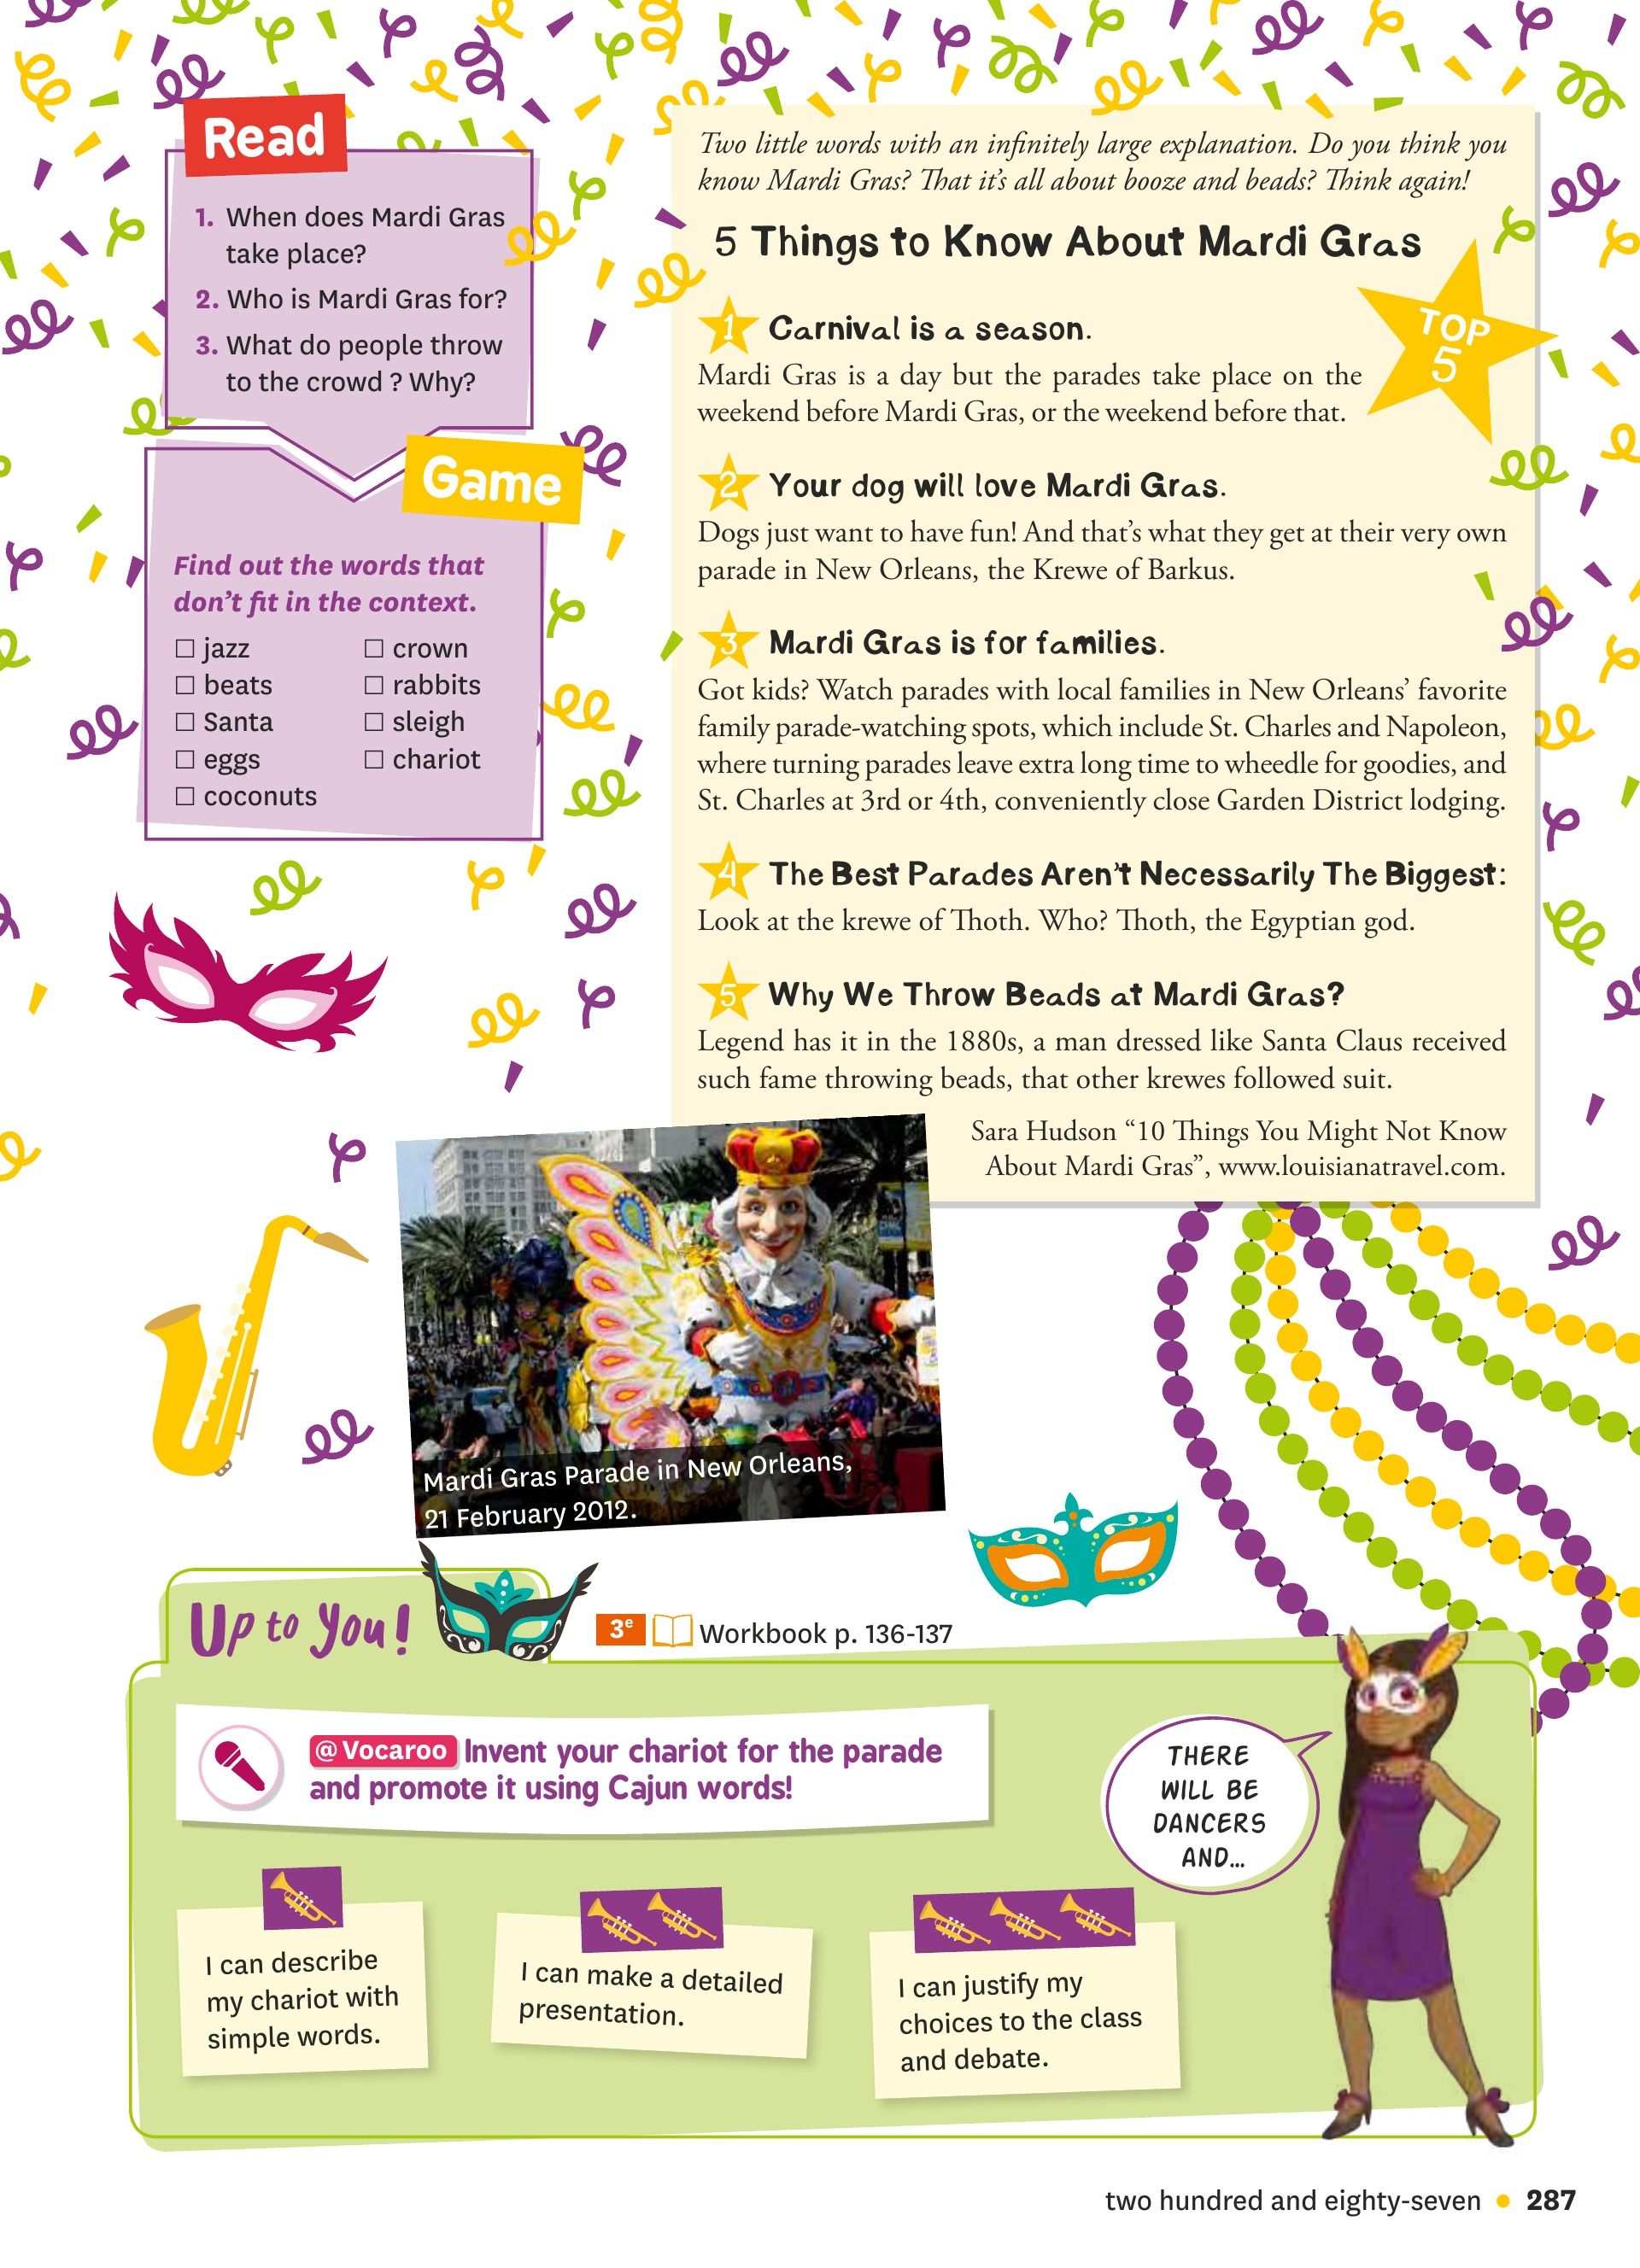 Read
1. When does Mardi Gras
take place?
2. Who is Mardi Gras for?
3. What do people throw
to the crowd ? Why?
Game
Find out the words that
don't fit in the context.
☐ jazz
☐ beats
☐ Santa
☐ eggs
☐ coconuts
☐ crown
☐ rabbits
☐ sleigh
☐ chariot
Two little words with an infinitely large explanation. Do you think you
know Mardi Gras? That it's all about booze and beads? Think again!
5 Things to Know About Mardi Gras
TOP
5
1 Carnival is a season.
Mardi Gras is a day but the parades take place on the
weekend before Mardi Gras, or the weekend before that.
2 Your dog will love Mardi Gras.
Dogs just want to have fun! And that's what they get at their very own
parade in New Orleans, the Krewe of Barkus.
3 Mardi Gras is for families.
Got kids? Watch parades with local families in New Orleans' favorite
family parade-watching spots, which include St. Charles and Napoleon,
where turning parades leave extra long time to wheedle for goodies, and
St. Charles at 3rd or 4th, conveniently close Garden District lodging.
4 The Best Parades Aren't Necessarily The Biggest:
Look at the krewe of Thoth. Who? Thoth, the Egyptian god.
5 Why We Throw Beads at Mardi Gras?
Legend has it in the 1880s, a man dressed like Santa Claus received
such fame throwing beads, that other krewes followed suit.
Sara Hudson "10 Things You Might Not Know
About Mardi Gras", www.louisianatravel.com.
Mardi Gras Parade in New Orleans,
21 February 2012.
Up to You!
3e Workbook p. 136-137
@ Vocaroo Invent your chariot for the parade
and promote it using Cajun words!
THERE
WILL BE
DANCERS
AND...
I can describe
my chariot with
simple words.
I can make a detailed
presentation.
I can justify my
choices to the class
and debate.
two hundred and eighty-seven • 287